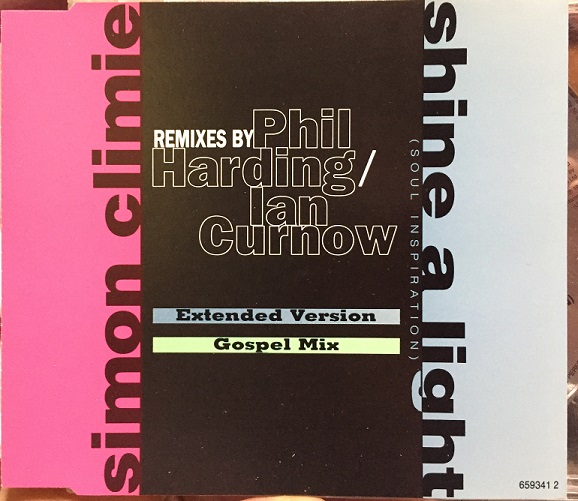 simon climie
REMIXES BY Phil
Harding/
Ian
Curnow
Extended Version
Gospel Mix
shine a light
(SOUL INSPIRATION)
659341 2